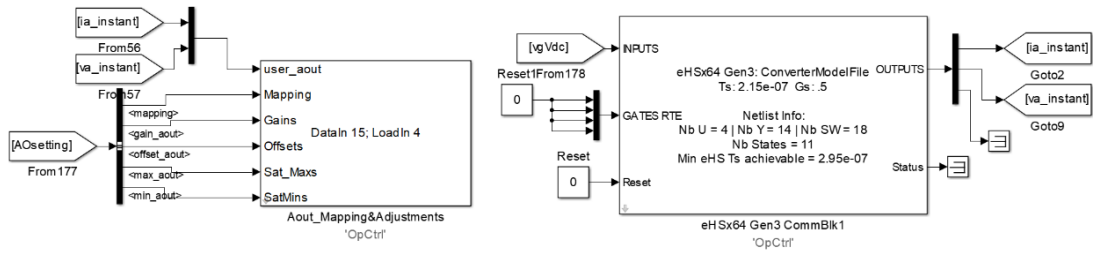 [ia_instant]
From56
[va_instant]
From57
[AOsetting]
From177
<mapping>
<gain_aout>
<offset_aout>
<max_aout>
<min_aout>
user_aout
Mapping
Gains
Offsets
Sat_Maxs
SatMins
DataIn 15; LoadIn 4
Aout_Mapping&Adjustments
'OpCtrl'
[vgVdc]
Reset1From178
0
Reset
0
INPUTS
GATES RTE
Reset
eHSx64 Gen3: ConverterModelFile
Ts: 2.15e-07 Gs: .5
Netlist Info:
Nb U = 4 | Nb Y = 14 | Nb SW = 18
Nb States = 11
Min eHS Ts achievable = 2.95e-07
OUTPUTS
Status
eHSx64 Gen3 CommBlk1
'OpCtrl'
[ia_instant]
Goto2
[va_instant]
Goto9